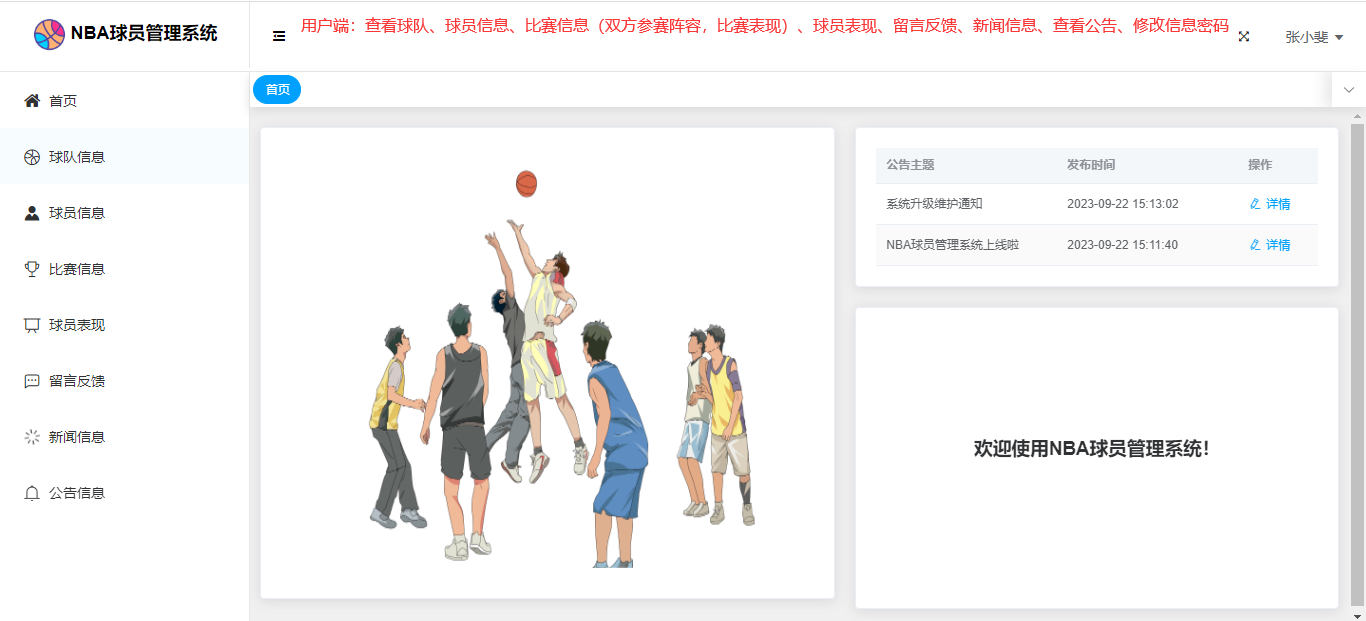 NBA球员管理系统
用户端：查看球队、球员信息、比赛信息（双方参赛阵容，比赛表现）、球员表现、留言反馈、新闻信息、查看公告、修改信息密码
张小斐
首页
球队信息
球员信息
比赛信息
球员表现
留言反馈
新闻信息
公告信息
首页
公告主题 发布时间 操作
系统升级维护通知 2023-09-22 15:13:02 详情
NBA球员管理系统上线啦 2023-09-22 15:11:40 详情
欢迎使用NBA球员管理系统！